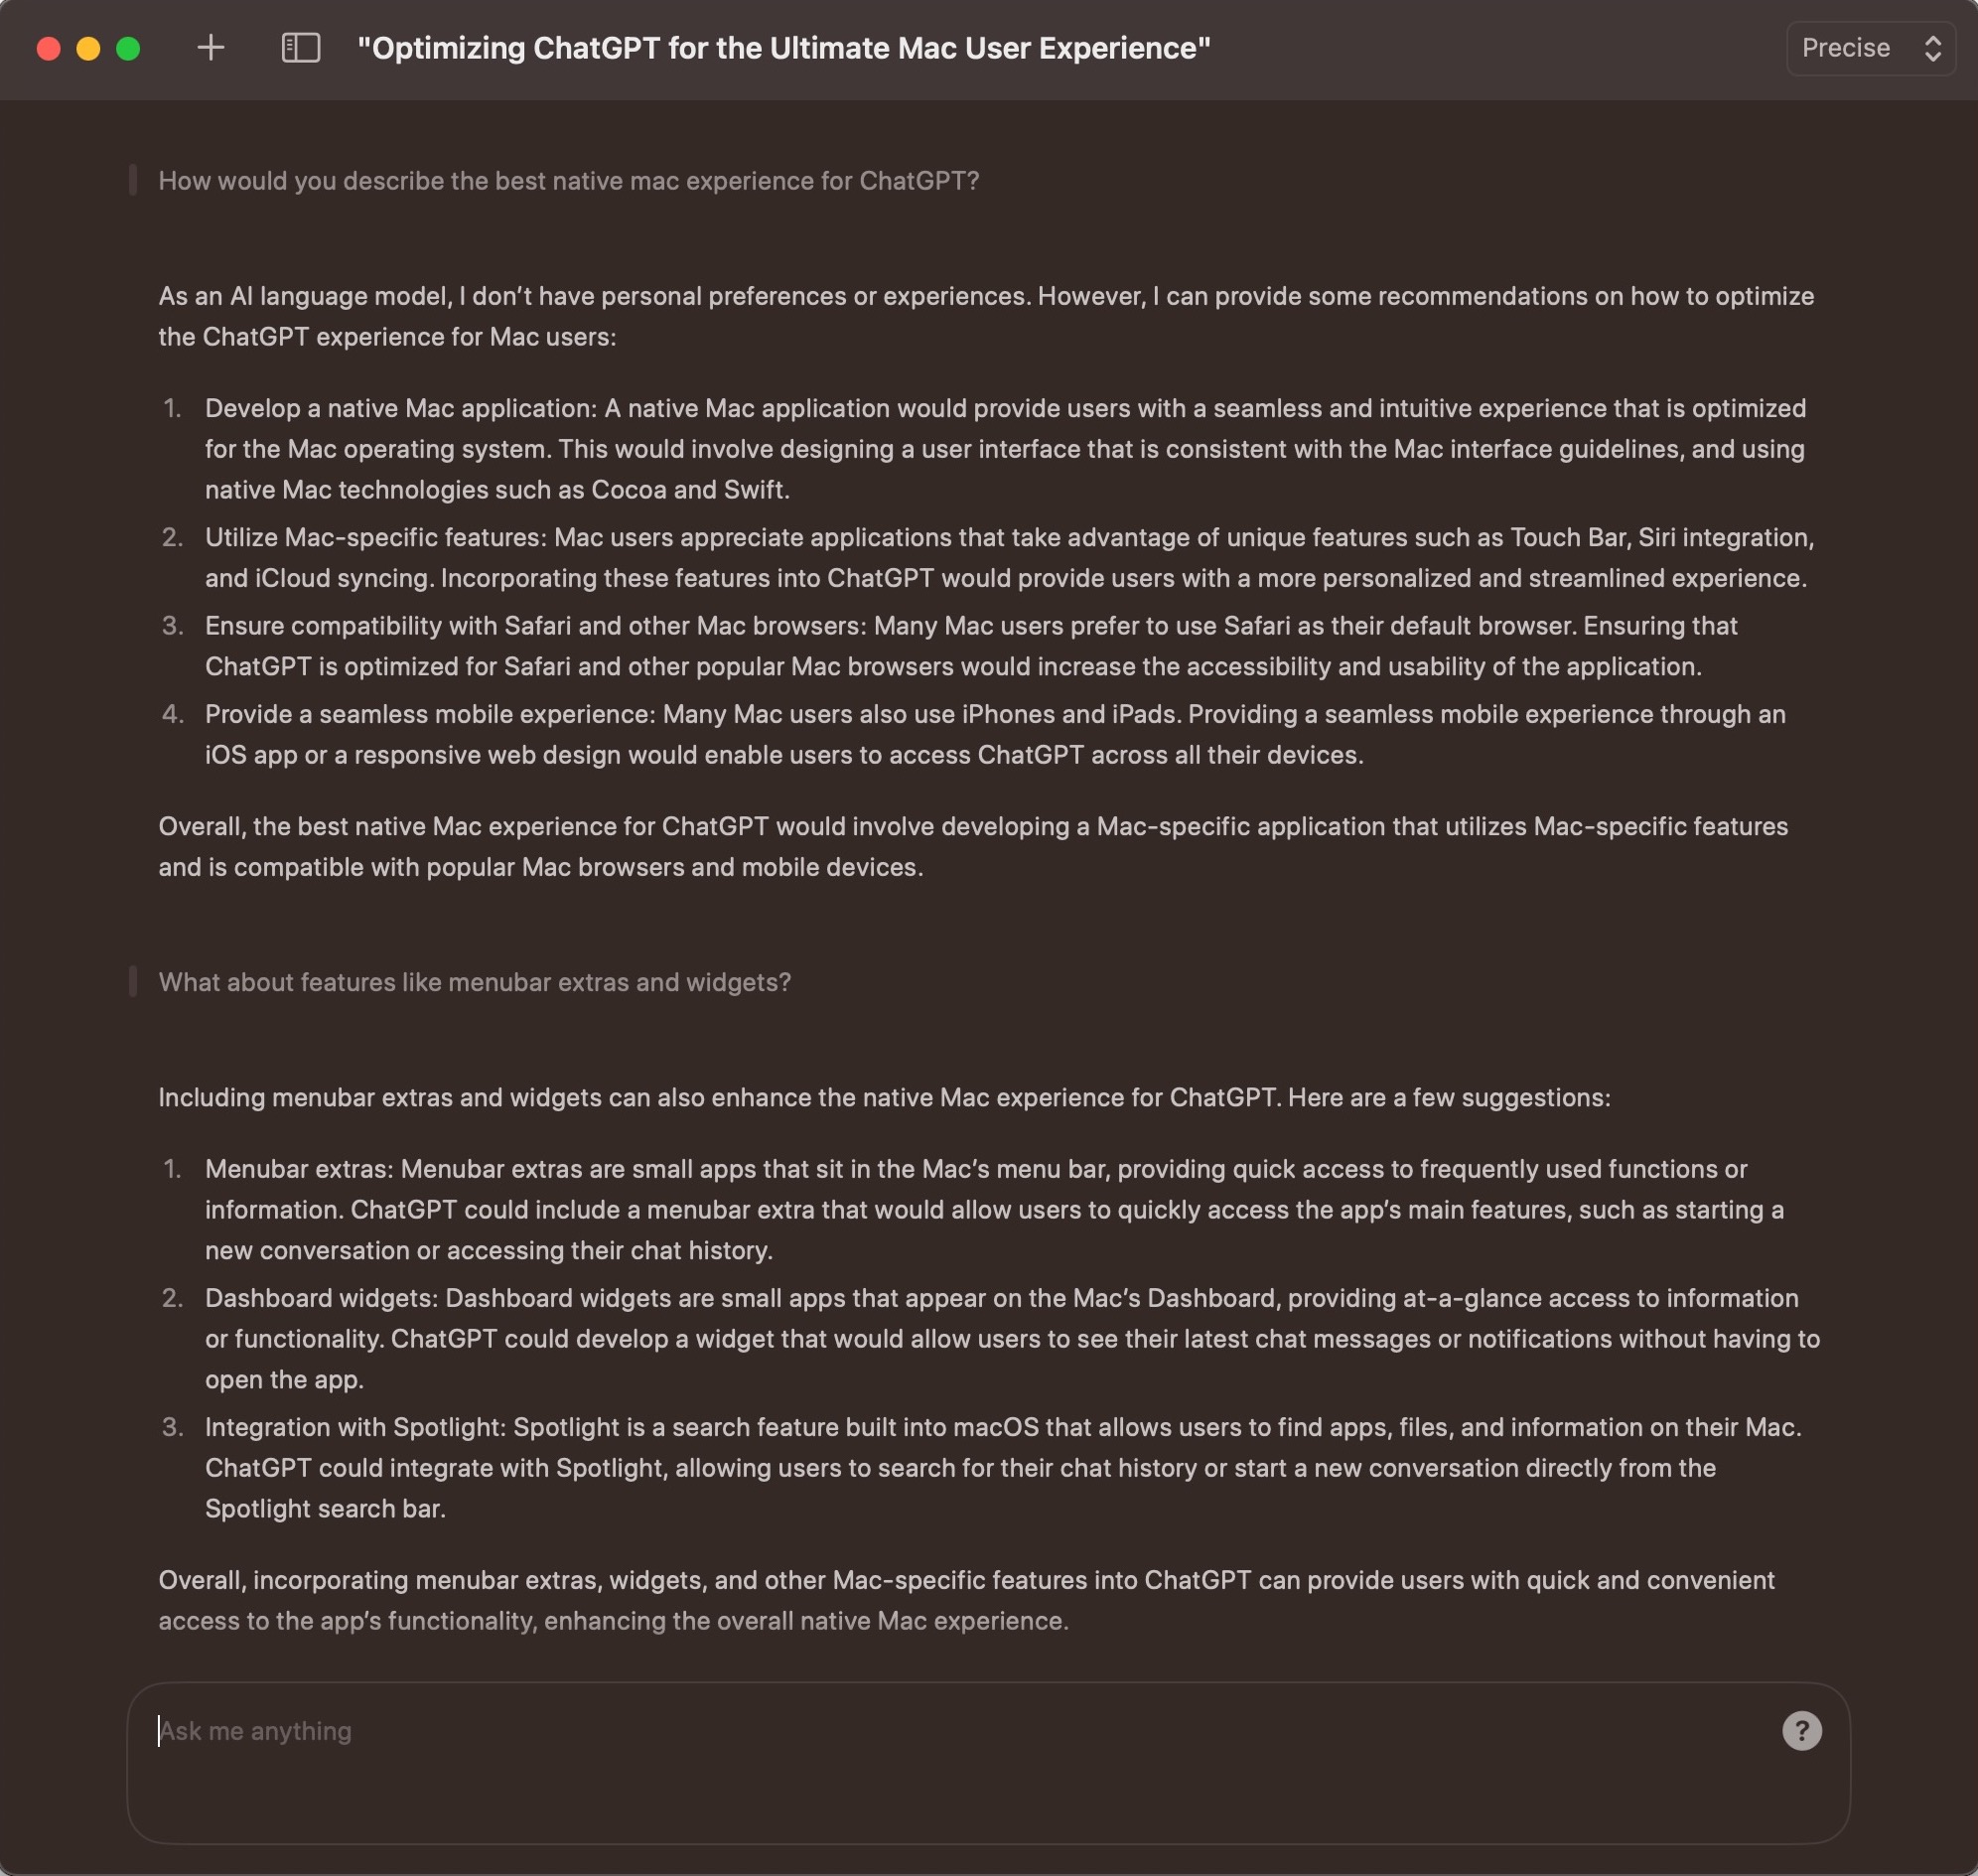 "Optimizing ChatGPT for the Ultimate Mac User Experience"
Precise
How would you describe the best native mac experience for ChatGPT?
As an AI language model, I don’t have personal preferences or experiences. However, I can provide some recommendations on how to optimize
the ChatGPT experience for Mac users:
1. Develop a native Mac application: A native Mac application would provide users with a seamless and intuitive experience that is optimized
for the Mac operating system. This would involve designing a user interface that is consistent with the Mac interface guidelines, and using
native Mac technologies such as Cocoa and Swift.
2. Utilize Mac-specific features: Mac users appreciate applications that take advantage of unique features such as Touch Bar, Siri integration,
and iCloud syncing. Incorporating these features into ChatGPT would provide users with a more personalized and streamlined experience.
3. Ensure compatibility with Safari and other Mac browsers: Many Mac users prefer to use Safari as their default browser. Ensuring that
ChatGPT is optimized for Safari and other popular Mac browsers would increase the accessibility and usability of the application.
4. Provide a seamless mobile experience: Many Mac users also use iPhones and iPads. Providing a seamless mobile experience through an
iOS app or a responsive web design would enable users to access ChatGPT across all their devices.
Overall, the best native Mac experience for ChatGPT would involve developing a Mac-specific application that utilizes Mac-specific features
and is compatible with popular Mac browsers and mobile devices.
What about features like menubar extras and widgets?
Including menubar extras and widgets can also enhance the native Mac experience for ChatGPT. Here are a few suggestions:
1. Menubar extras: Menubar extras are small apps that sit in the Mac’s menu bar, providing quick access to frequently used functions or
information. ChatGPT could include a menubar extra that would allow users to quickly access the app’s main features, such as starting a
new conversation or accessing their chat history.
2. Dashboard widgets: Dashboard widgets are small apps that appear on the Mac’s Dashboard, providing at-a-glance access to information
or functionality. ChatGPT could develop a widget that would allow users to see their latest chat messages or notifications without having to
open the app.
3. Integration with Spotlight: Spotlight is a search feature built into macOS that allows users to find apps, files, and information on their Mac.
ChatGPT could integrate with Spotlight, allowing users to search for their chat history or start a new conversation directly from the
Spotlight search bar.
Overall, incorporating menubar extras, widgets, and other Mac-specific features into ChatGPT can provide users with quick and convenient
access to the app’s functionality, enhancing the overall native Mac experience.
Ask me anything
?